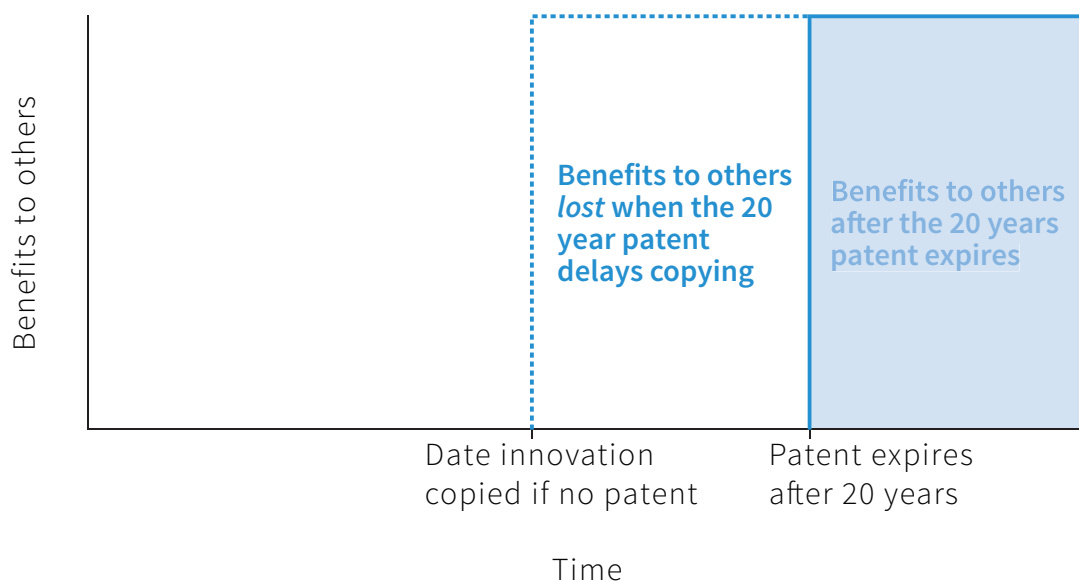 Benefits to others
Benefits to others
lost when the 20
year patent
delays copying
Benefits to others
after the 20 years
patent expires
Date innovation
copied if no patent
Patent expires
after 20 years
Time